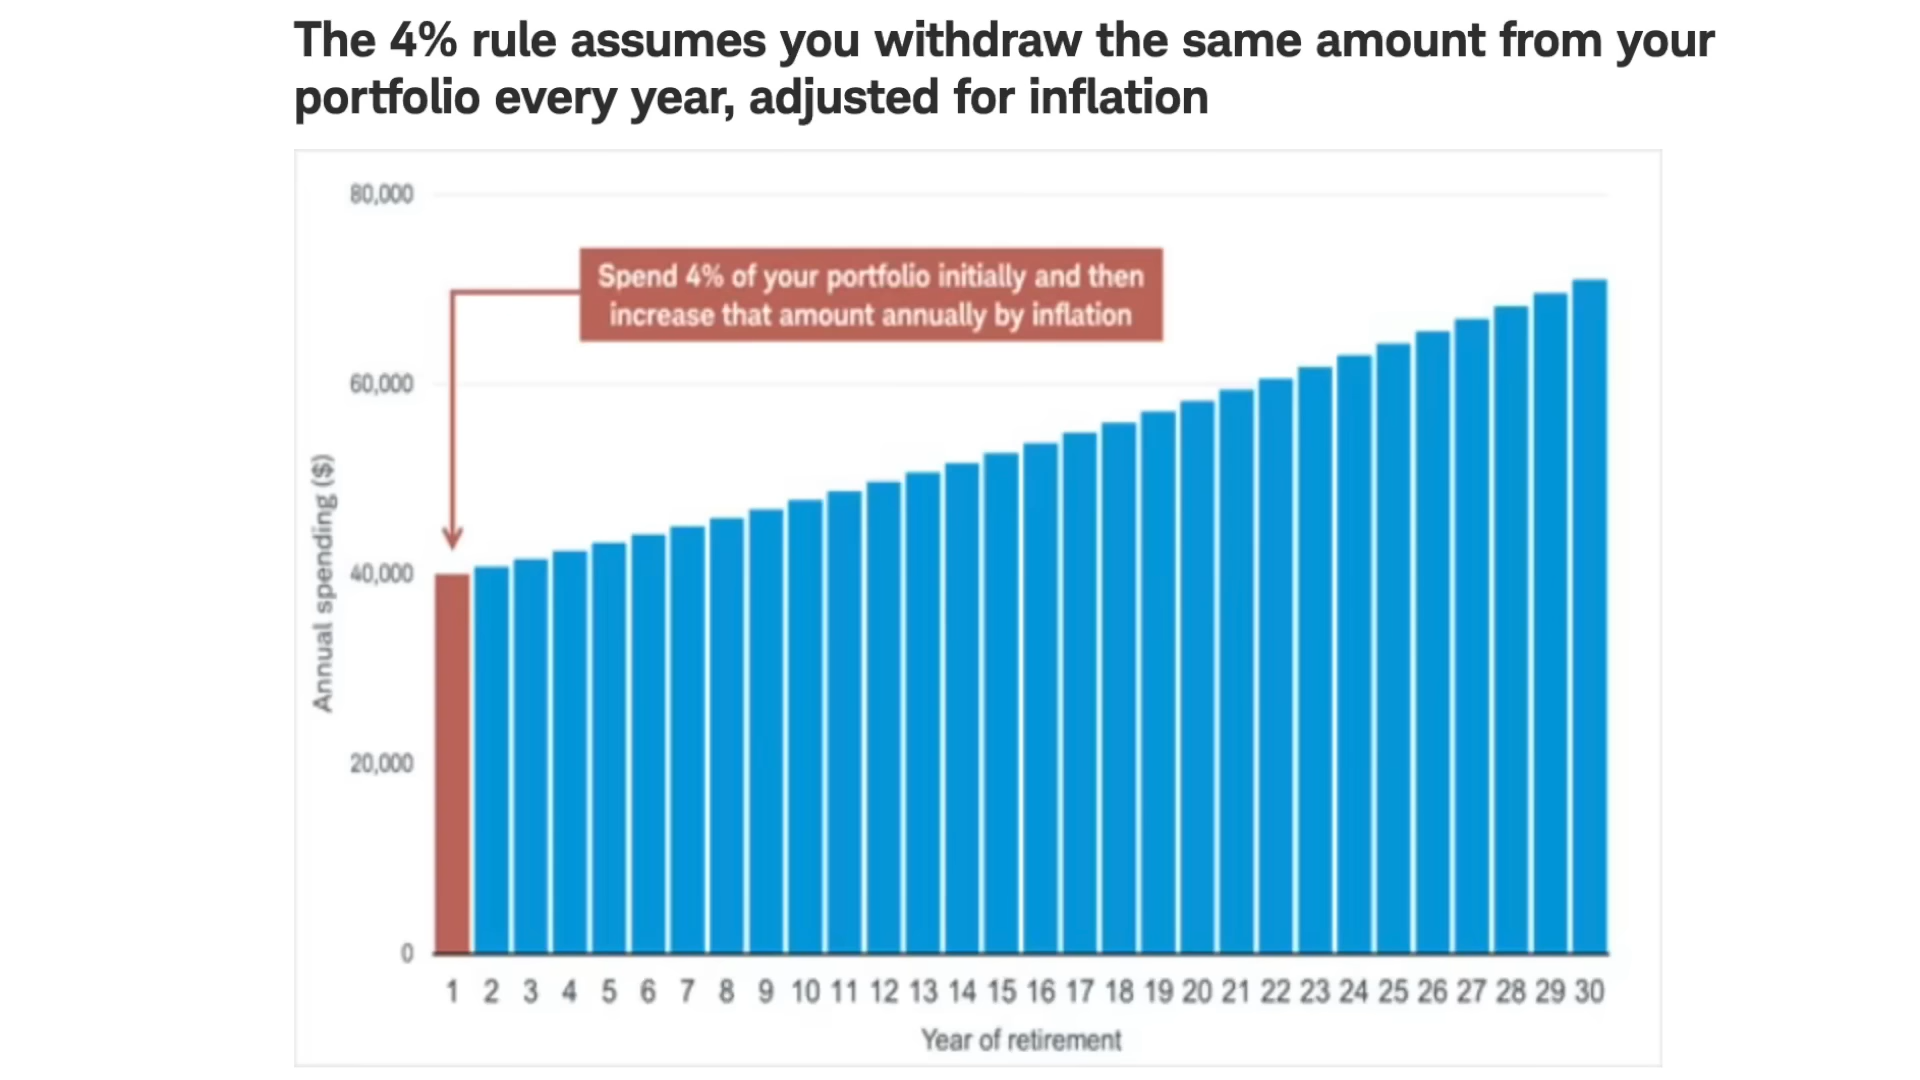 The 4% rule assumes you withdraw the same amount from your
portfolio every year, adjusted for inflation
80,000
Spend 4% of your portfolio initially and then
increase that amount annually by inflation
60,000
Annual spending ($)
40,000
20,000
0
1 2 3 4 5 6 7 8 9 10 11 12 13 14 15 16 17 18 19 20 21 22 23 24 25 26 27 28 29 30
Year of retirement